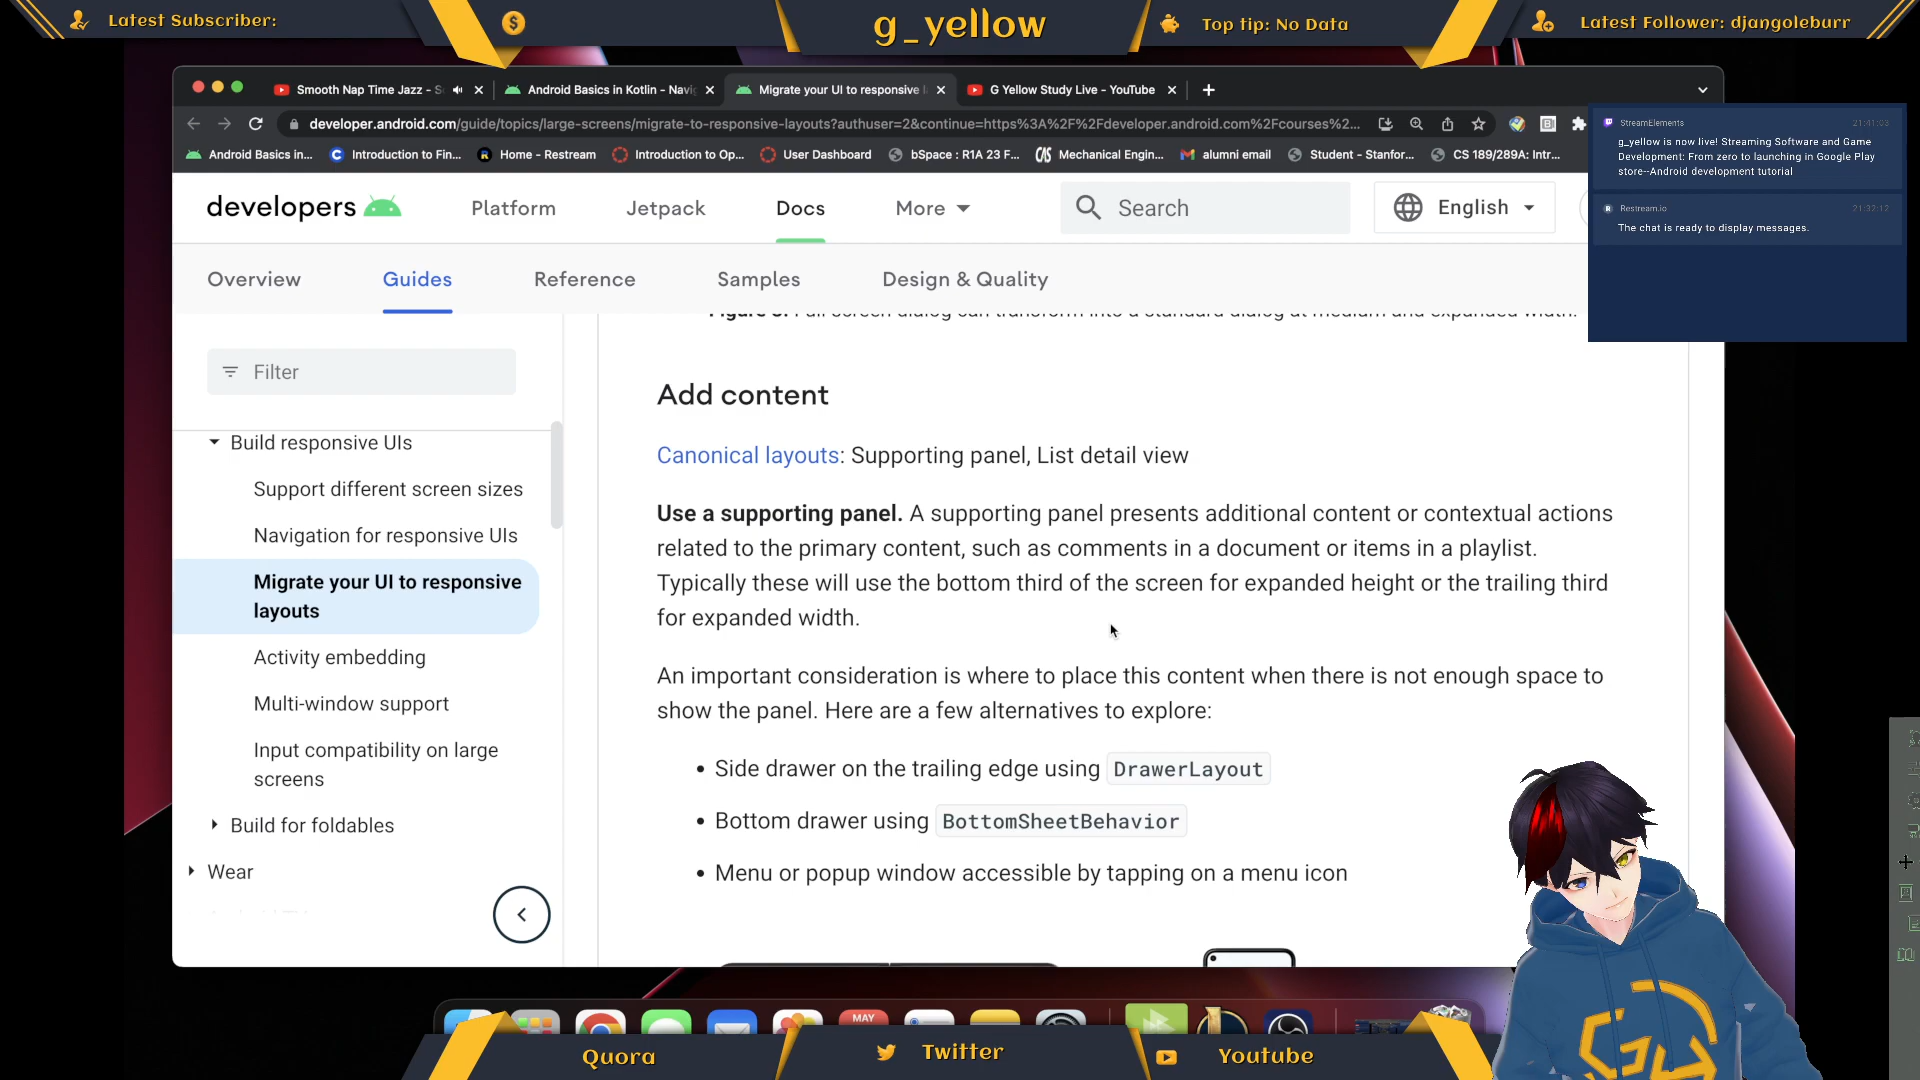 Latest Subscriber:
g_yellow
Top tip: No Data
Latest Follower: djangoleburr
Smooth Nap Time Jazz - S
Android Basics in Kotlin - Navi
Migrate your UI to responsive l
G Yellow Study Live - YouTube
developer.android.com/guide/topics/large-screens/migrate-to-responsive-layouts?authuser=2&continue=https%3A%2F%2Fdeveloper.android.com%2Fcourses%2...
Android Basics in...
Introduction to Fin...
Home - Restream
Introduction to Op...
User Dashboard
bSpace : R1A 23 F...
Mechanical Engin...
alumni email
Student - Stanfor...
CS 189/289A: Intr...
StreamElements
21:41:03
g_yellow is now live! Streaming Software and Game
Development: From zero to launching in Google Play
store--Android development tutorial
Restream.io
21:32:12
The chat is ready to display messages.
developers
Platform
Jetpack
Docs
More
Search
English
Overview
Guides
Reference
Samples
Design & Quality
Filter
Build responsive UIs
Support different screen sizes
Navigation for responsive UIs
Migrate your UI to responsive
layouts
Activity embedding
Multi-window support
Input compatibility on large
screens
Build for foldables
Wear
Add content
Canonical layouts: Supporting panel, List detail view
Use a supporting panel. A supporting panel presents additional content or contextual actions
related to the primary content, such as comments in a document or items in a playlist.
Typically these will use the bottom third of the screen for expanded height or the trailing third
for expanded width.
An important consideration is where to place this content when there is not enough space to
show the panel. Here are a few alternatives to explore:
• Side drawer on the trailing edge using DrawerLayout
• Bottom drawer using BottomSheetBehavior
• Menu or popup window accessible by tapping on a menu icon
MAY
Quora
Twitter
Youtube